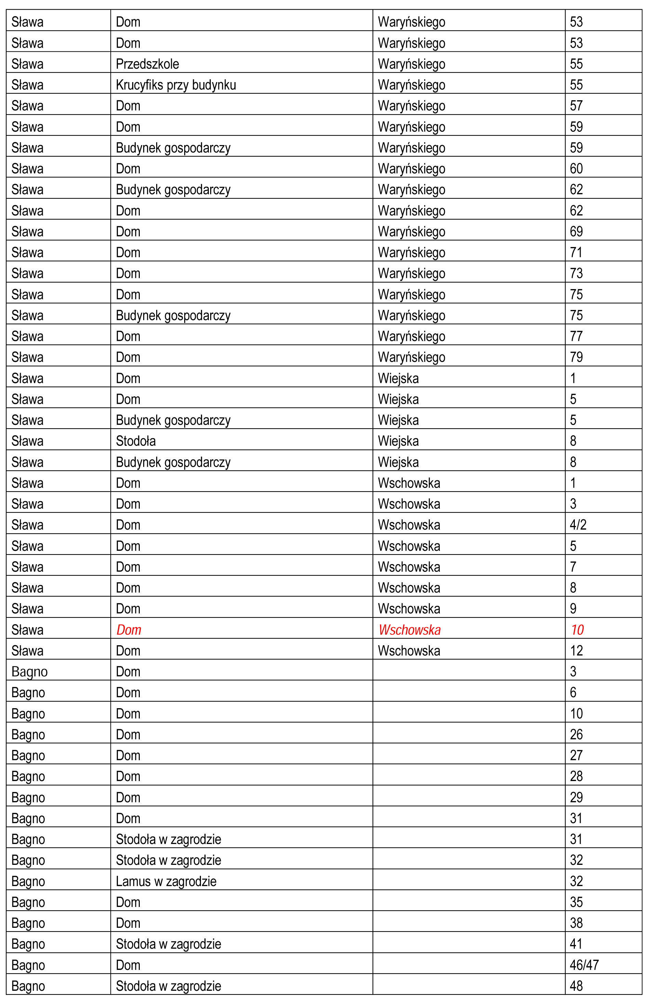 Sława Dom Waryńskiego 53
Sława Dom Waryńskiego 53
Sława Przedszkole Waryńskiego 55
Sława Krucyfiks przy budynku Waryńskiego 55
Sława Dom Waryńskiego 57
Sława Dom Waryńskiego 59
Sława Budynek gospodarczy Waryńskiego 59
Sława Dom Waryńskiego 60
Sława Budynek gospodarczy Waryńskiego 62
Sława Dom Waryńskiego 62
Sława Dom Waryńskiego 69
Sława Dom Waryńskiego 71
Sława Dom Waryńskiego 73
Sława Dom Waryńskiego 75
Sława Budynek gospodarczy Waryńskiego 75
Sława Dom Waryńskiego 77
Sława Dom Waryńskiego 79
Sława Dom Wiejska 1
Sława Dom Wiejska 5
Sława Budynek gospodarczy Wiejska 5
Sława Stodoła Wiejska 8
Sława Budynek gospodarczy Wiejska 8
Sława Dom Wschowska 1
Sława Dom Wschowska 3
Sława Dom Wschowska 4/2
Sława Dom Wschowska 5
Sława Dom Wschowska 7
Sława Dom Wschowska 8
Sława Dom Wschowska 9
Sława Dom Wschowska 10
Sława Dom Wschowska 12
Bagno Dom 3
Bagno Dom 6
Bagno Dom 10
Bagno Dom 26
Bagno Dom 27
Bagno Dom 28
Bagno Dom 29
Bagno Dom 31
Bagno Stodoła w zagrodzie 31
Bagno Stodoła w zagrodzie 32
Bagno Lamus w zagrodzie 32
Bagno Dom 35
Bagno Dom 38
Bagno Stodoła w zagrodzie 41
Bagno Dom 46/47
Bagno Stodoła w zagrodzie 48